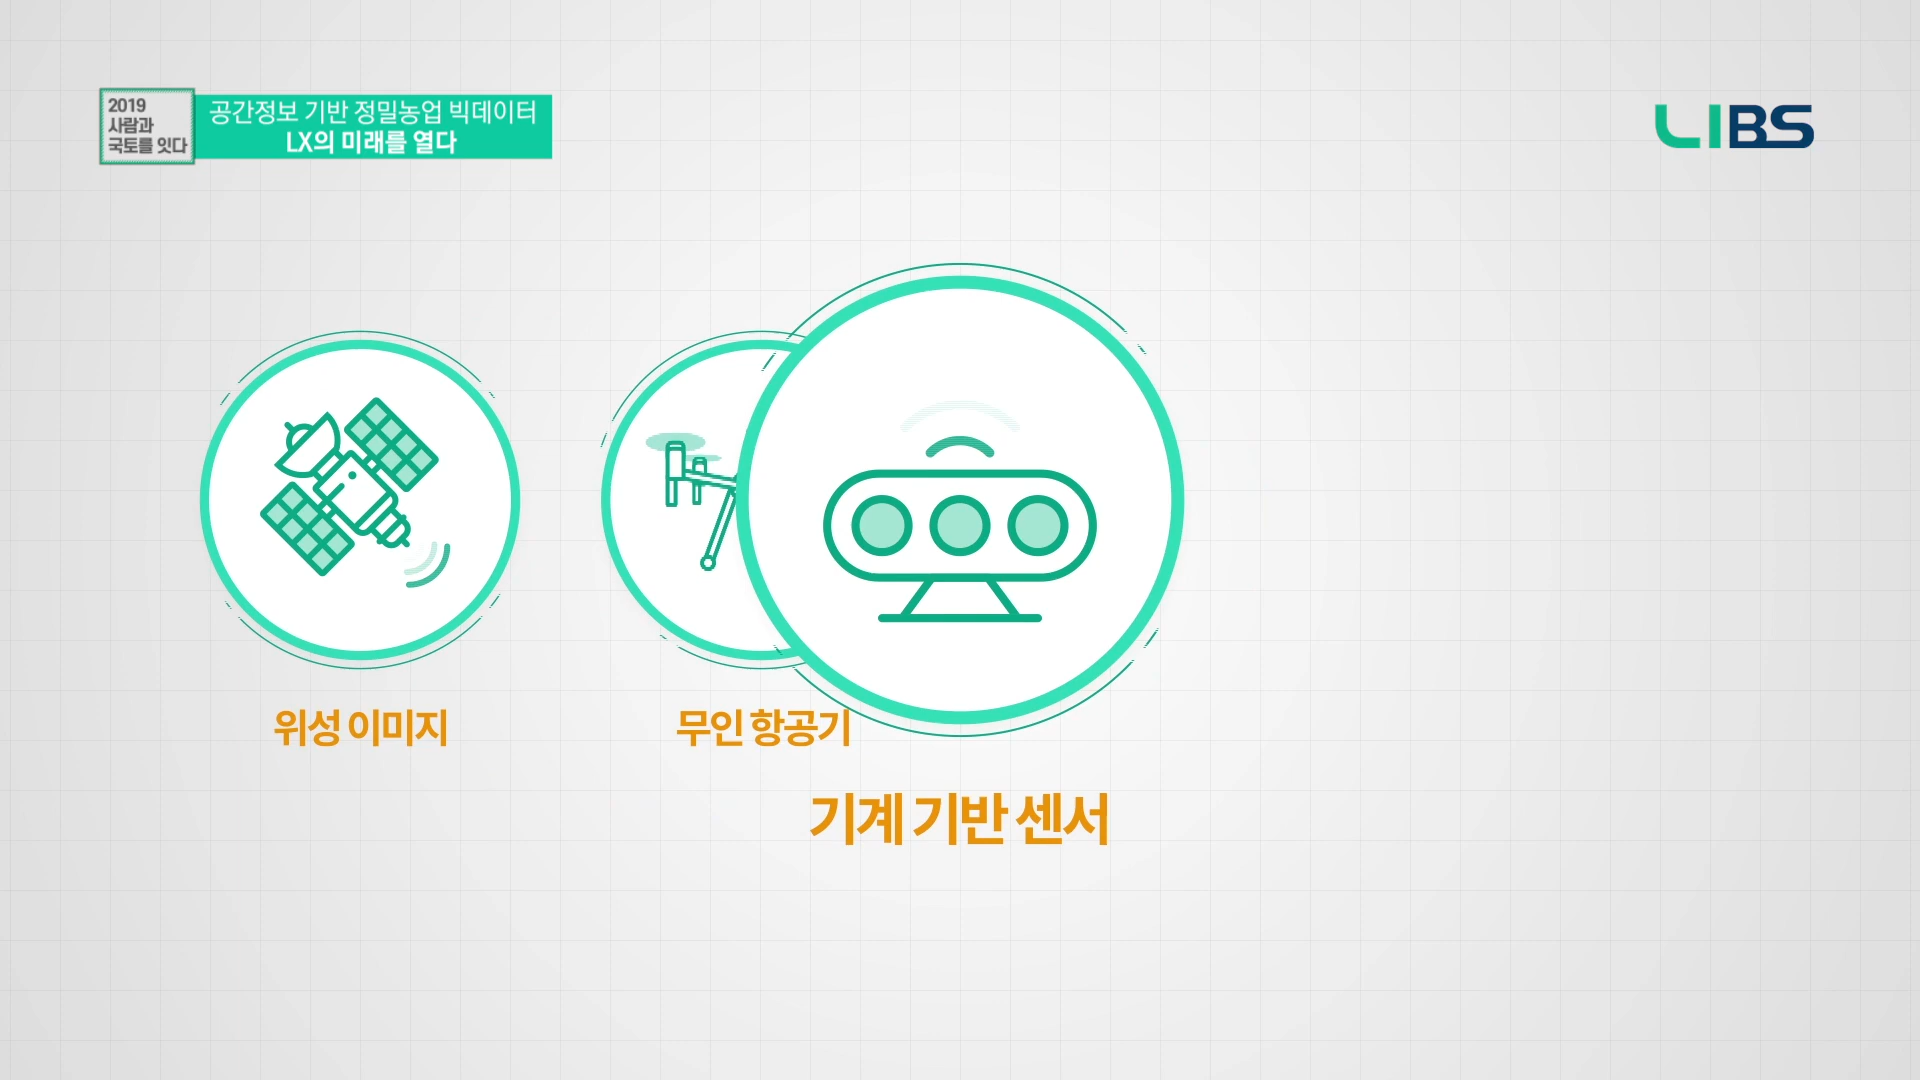 2019
사람과
국토를 잇다
공간정보 기반 정밀농업 빅데이터
LX의 미래를 열다
LIBS
위성 이미지
무인 항공기
기계 기반 센서